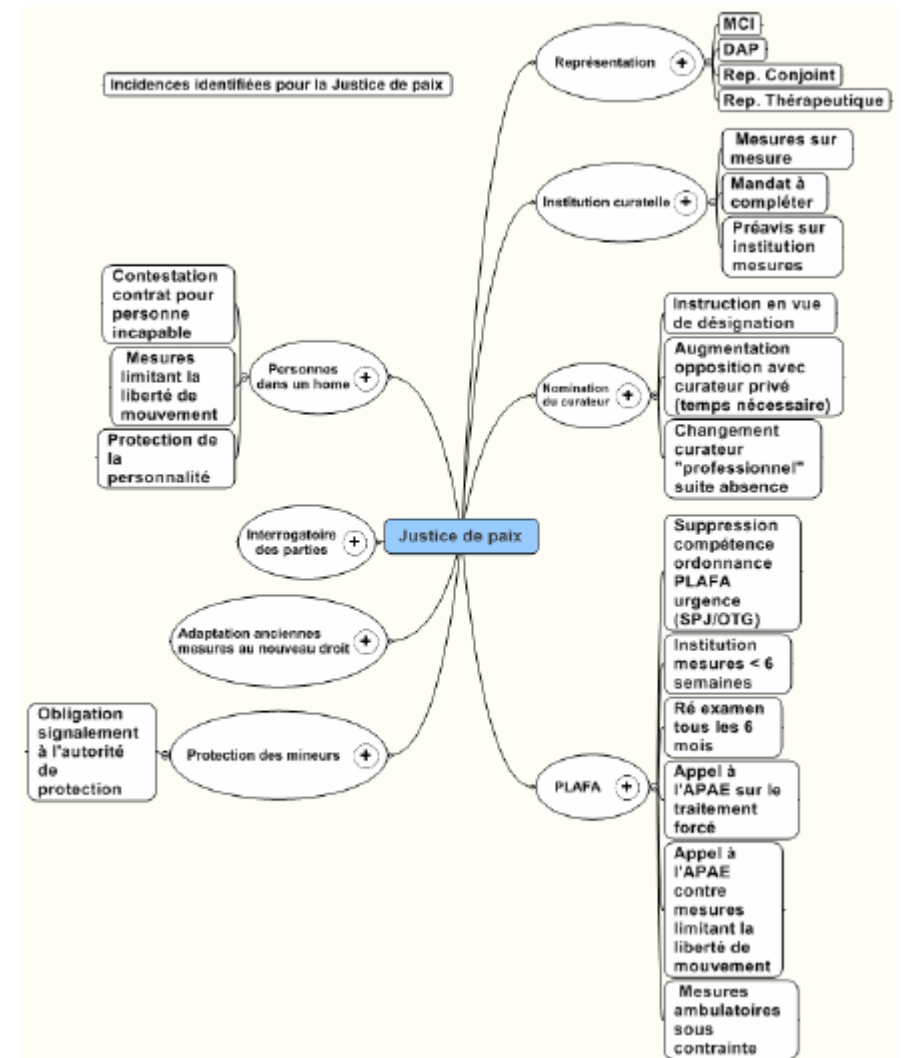 Incidences identifiées pour la Justice de paix
Justice de paix
Représentation
MCI
DAP
Rep. Conjoint
Rep. Thérapeutique
Institution curatelle
Mesures sur
mesure
Mandat à
compléter
Préavis sur
institution
mesures
Nomination
du curateur
Instruction en vue
de désignation
Augmentation
opposition avec
curateur privé
(temps nécessaire)
Changement
curateur
"professionnel"
suite absence
PLAFA
Suppression
compétence
ordonnance
PLAFA
urgence
(SPJ/OTG)
Institution
mesures < 6
semaines
Ré examen
tous les 6
mois
Appel à
l'APAE sur le
traitement
forcé
Appel à
l'APAE
contre
mesures
limitant la
liberté de
mouvement
Mesures
ambulatoires
sous
contrainte
Personnes
dans un home
Contestation
contrat pour
personne
incapable
Mesures
limitant la
liberté de
mouvement
Protection de
la
personnalité
Interrogatoire
des parties
Adaptation anciennes
mesures au nouveau droit
Protection des mineurs
Obligation
signalement
à l'autorité
de
protection